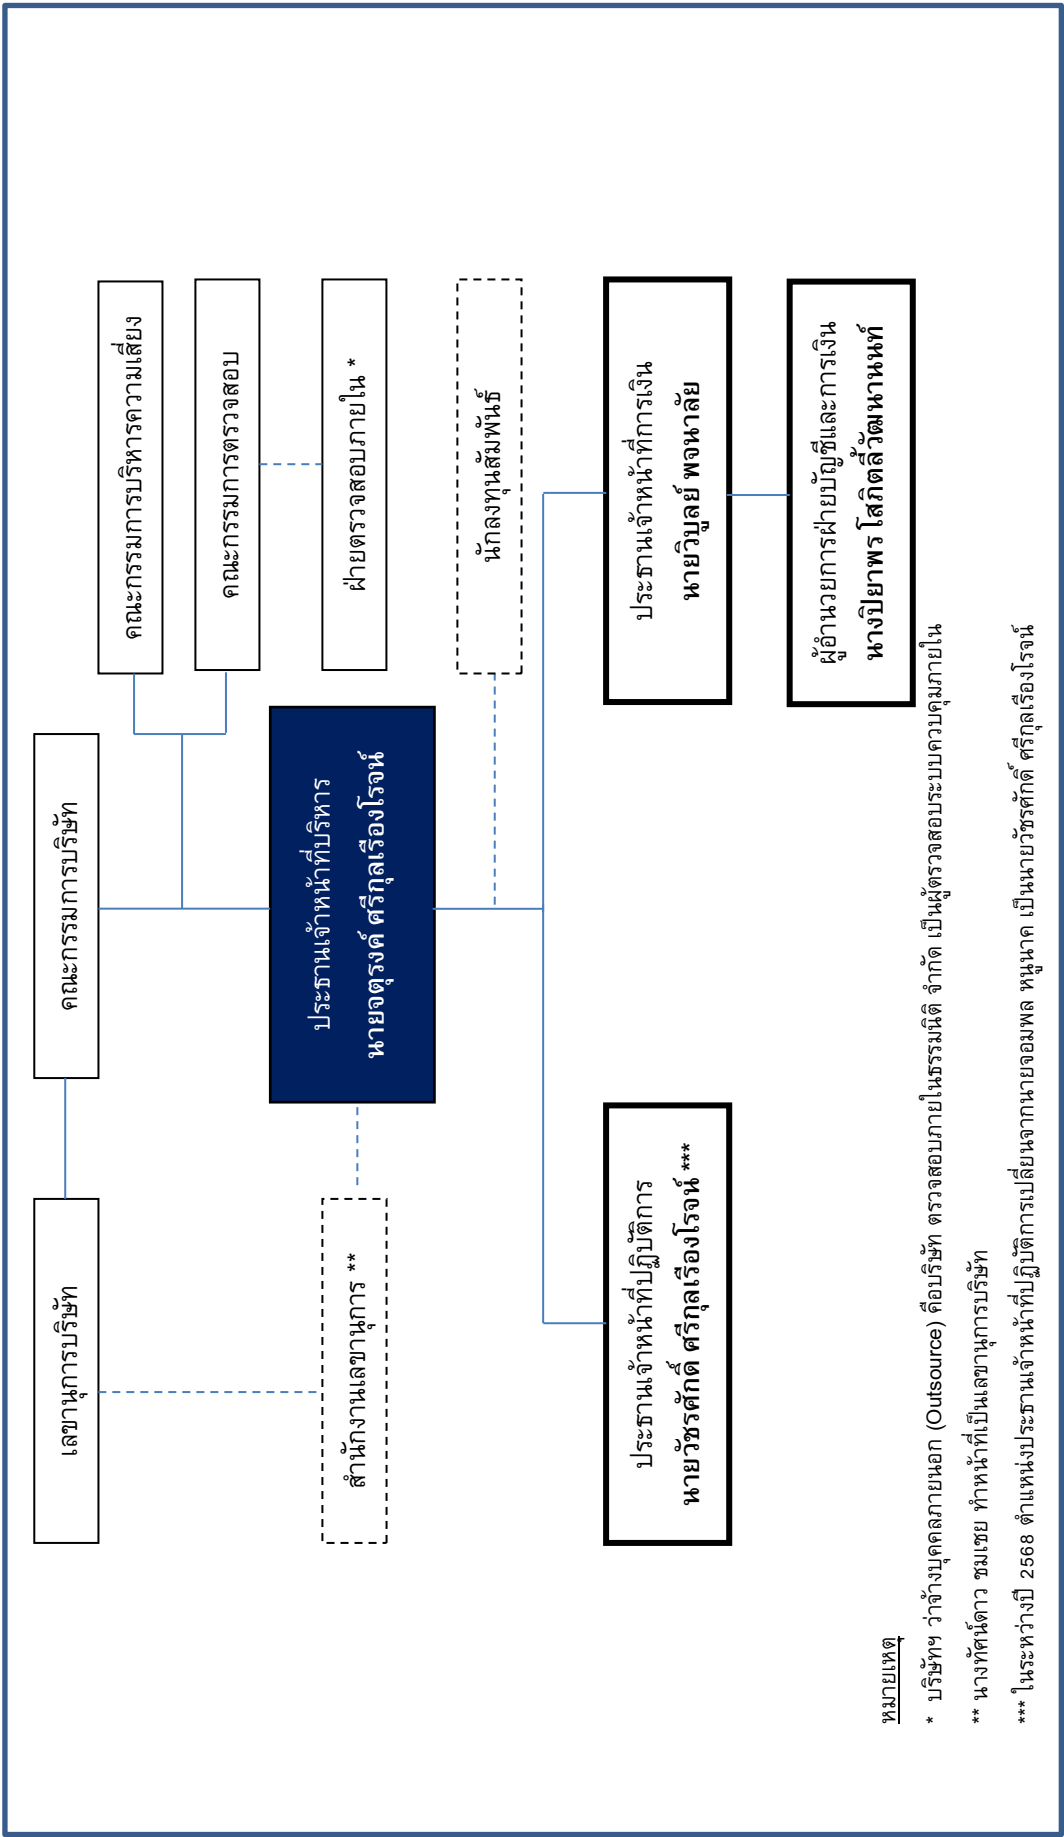 เลขานุการบริษัท
คณะกรรมการบริษัท
คณะกรรมการบริหารความเสี่ยง
คณะกรรมการตรวจสอบ
ฝ่ายตรวจสอบภายใน *
สำนักงานเลขานุการ **
ประธานเจ้าหน้าที่บริหาร
นายจตุรงค์ ศรีกุลเรืองโรจน์
นักลงทุนสัมพันธ์
ประธานเจ้าหน้าที่ปฏิบัติการ
นายวัชรศักดิ์ ศรีกุลเรืองโรจน์ ***
ประธานเจ้าหน้าที่การเงิน
นายวิบูลย์ พจนาลัย
ผู้อำนวยการฝ่ายบัญชีและการเงิน
นางปิยาพร โสภิตสิ์วัฒนานนท์
หมายเหตุ
* บริษัทฯ ว่าจ้างบุคคลภายนอก (Outsource) คือบริษัท ตรวจสอบภายในธรรมนิติ จำกัด เป็นผู้ตรวจสอบระบบควบคุมภายใน
** นางทัศน์ดาว ชมเชย ทำหน้าที่เป็นเลขานุการบริษัท
*** ในระหว่างปี 2568 ตำแหน่งประธานเจ้าหน้าที่ปฏิบัติการเปลี่ยนจากนายจอมพล หนูนาค เป็นนายวัชรศักดิ์ ศรีกุลเรืองโรจน์